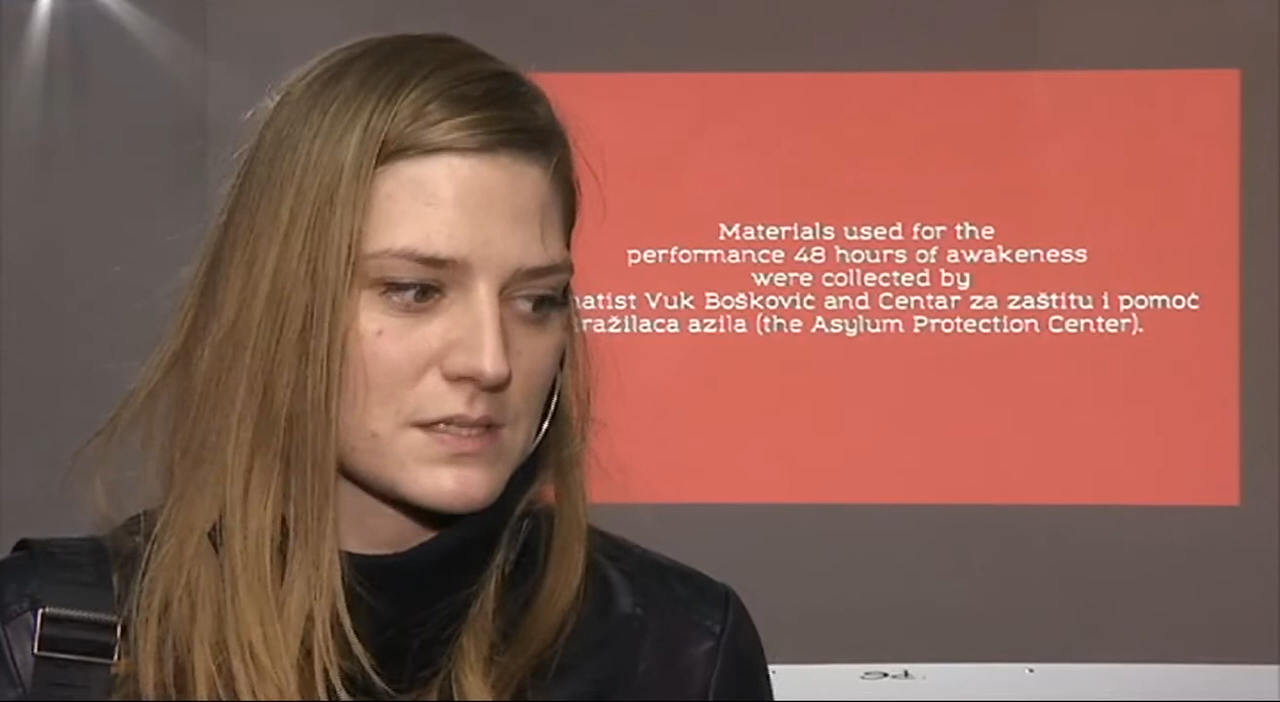 Materials used for the
performance 48 hours of awakeness
were collected by
Vuk Bošković and Centar za zaštitu i pomoć
azila (the Asylum Protection Center).